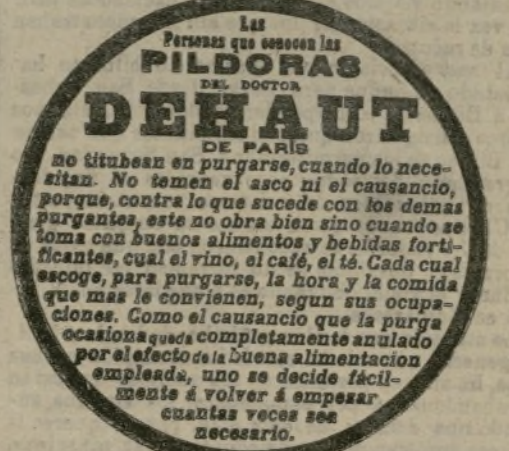 Las
Personas que conocen las
PILDORAS
DEL DOCTOR
DEHAUT
DE PARIS
no titubean en purgarse, cuando lo nece-
sitan. No temen el asco ni el causancio,
porque, contra lo que sucede con los demas
purgantes, este no obra bien sino cuando se
toma con buenos alimentos y bebidas forti-
ficantes, cual el vino, el café, el té. Cada cual
escoge, para purgarse, la hora y la comida
que mas le convienen, segun sus ocupa-
ciones. Como el causancio que la purga
ocasiona queda completamente anulado
por el efecto de la buena alimentacion
empleada, uno se decide fácil-
mente á volver á empezar
cuantas veces sea
necesario.